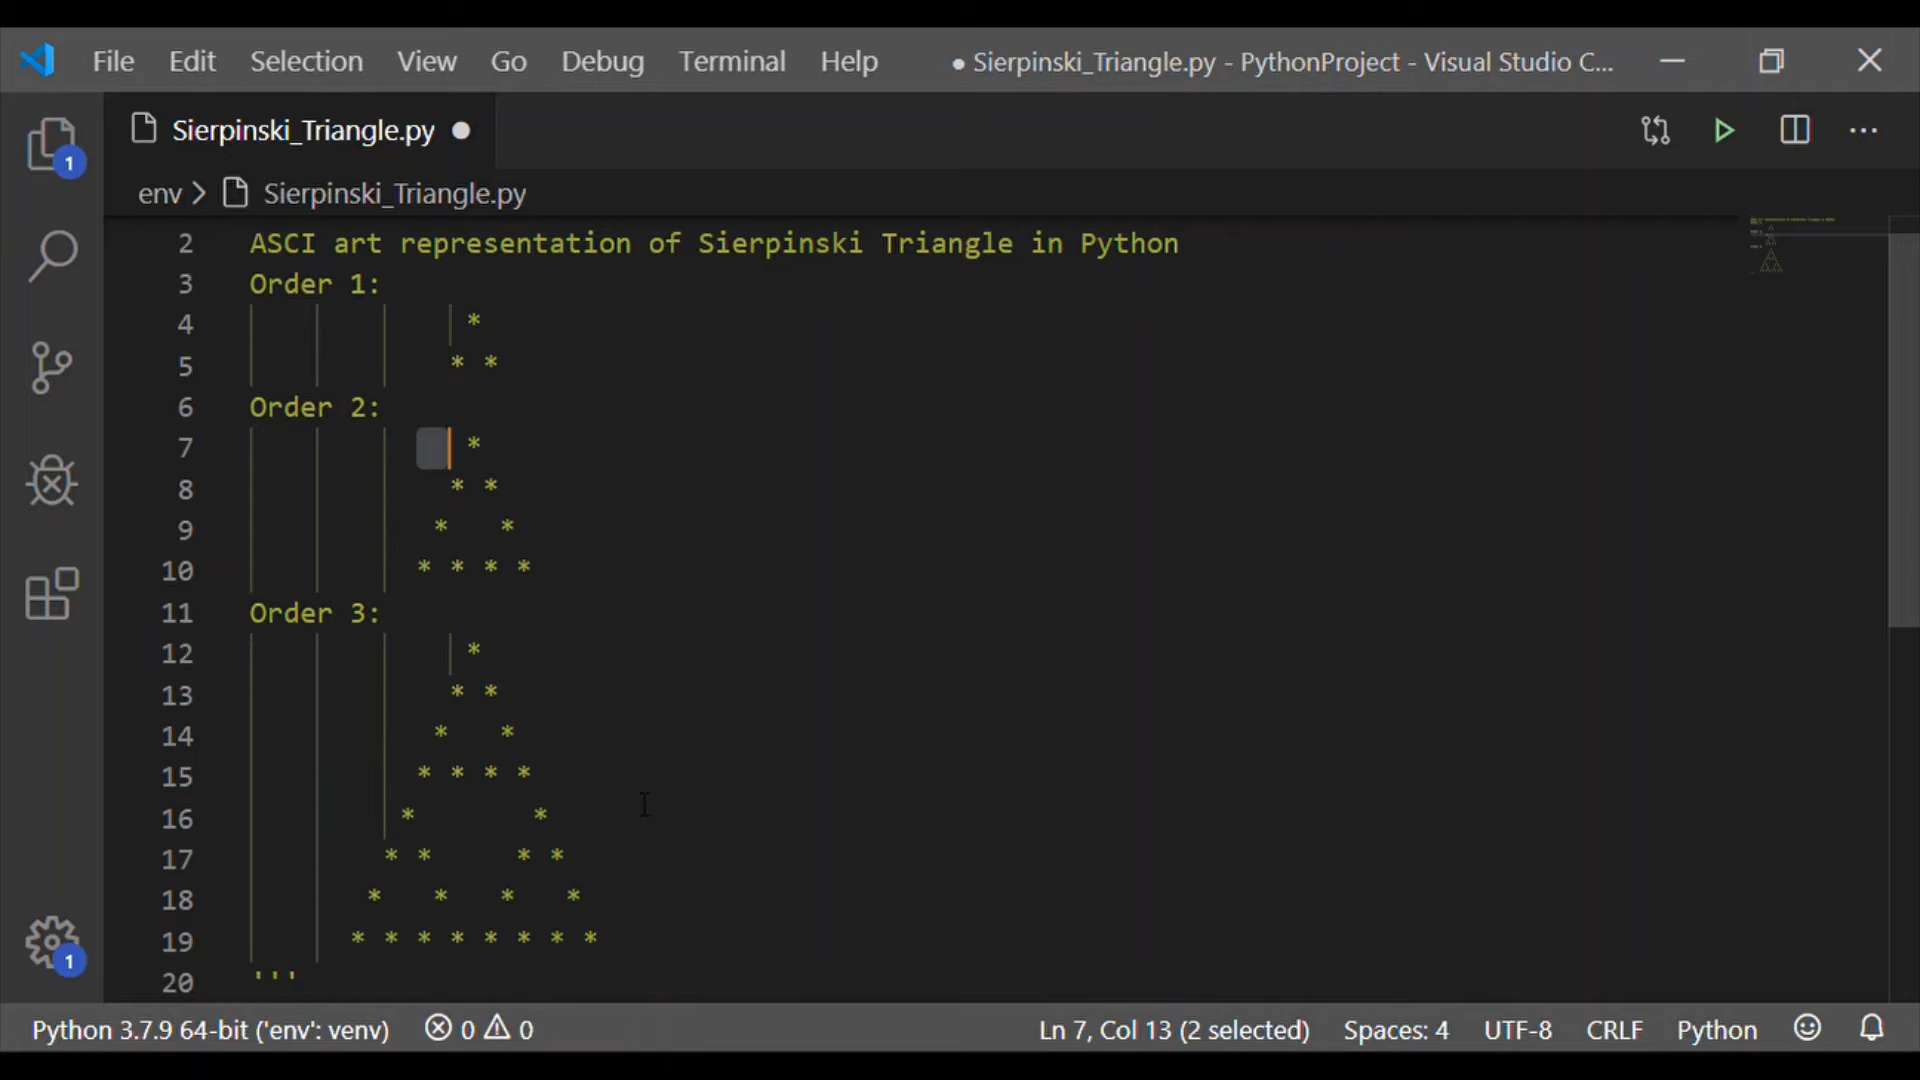 File Edit Selection View Go Debug Terminal Help ● Sierpinski_Triangle.py - PythonProject - Visual Studio C...
1 Sierpinski_Triangle.py ●
env > Sierpinski_Triangle.py
2 ASCI art representation of Sierpinski Triangle in Python
3 Order 1:
4              *
5             * *
6 Order 2:
7              *
8             * *
9            *   *
10           * * * *
11 Order 3:
12              *
13             * *
14            *   *
15           * * * *
16          *       *
17         * *     * *
18        *   *   *   *
19       * * * * * * * *
20 '''
1
Python 3.7.9 64-bit ('env': venv) 0 0 Ln 7, Col 13 (2 selected) Spaces: 4 UTF-8 CRLF Python